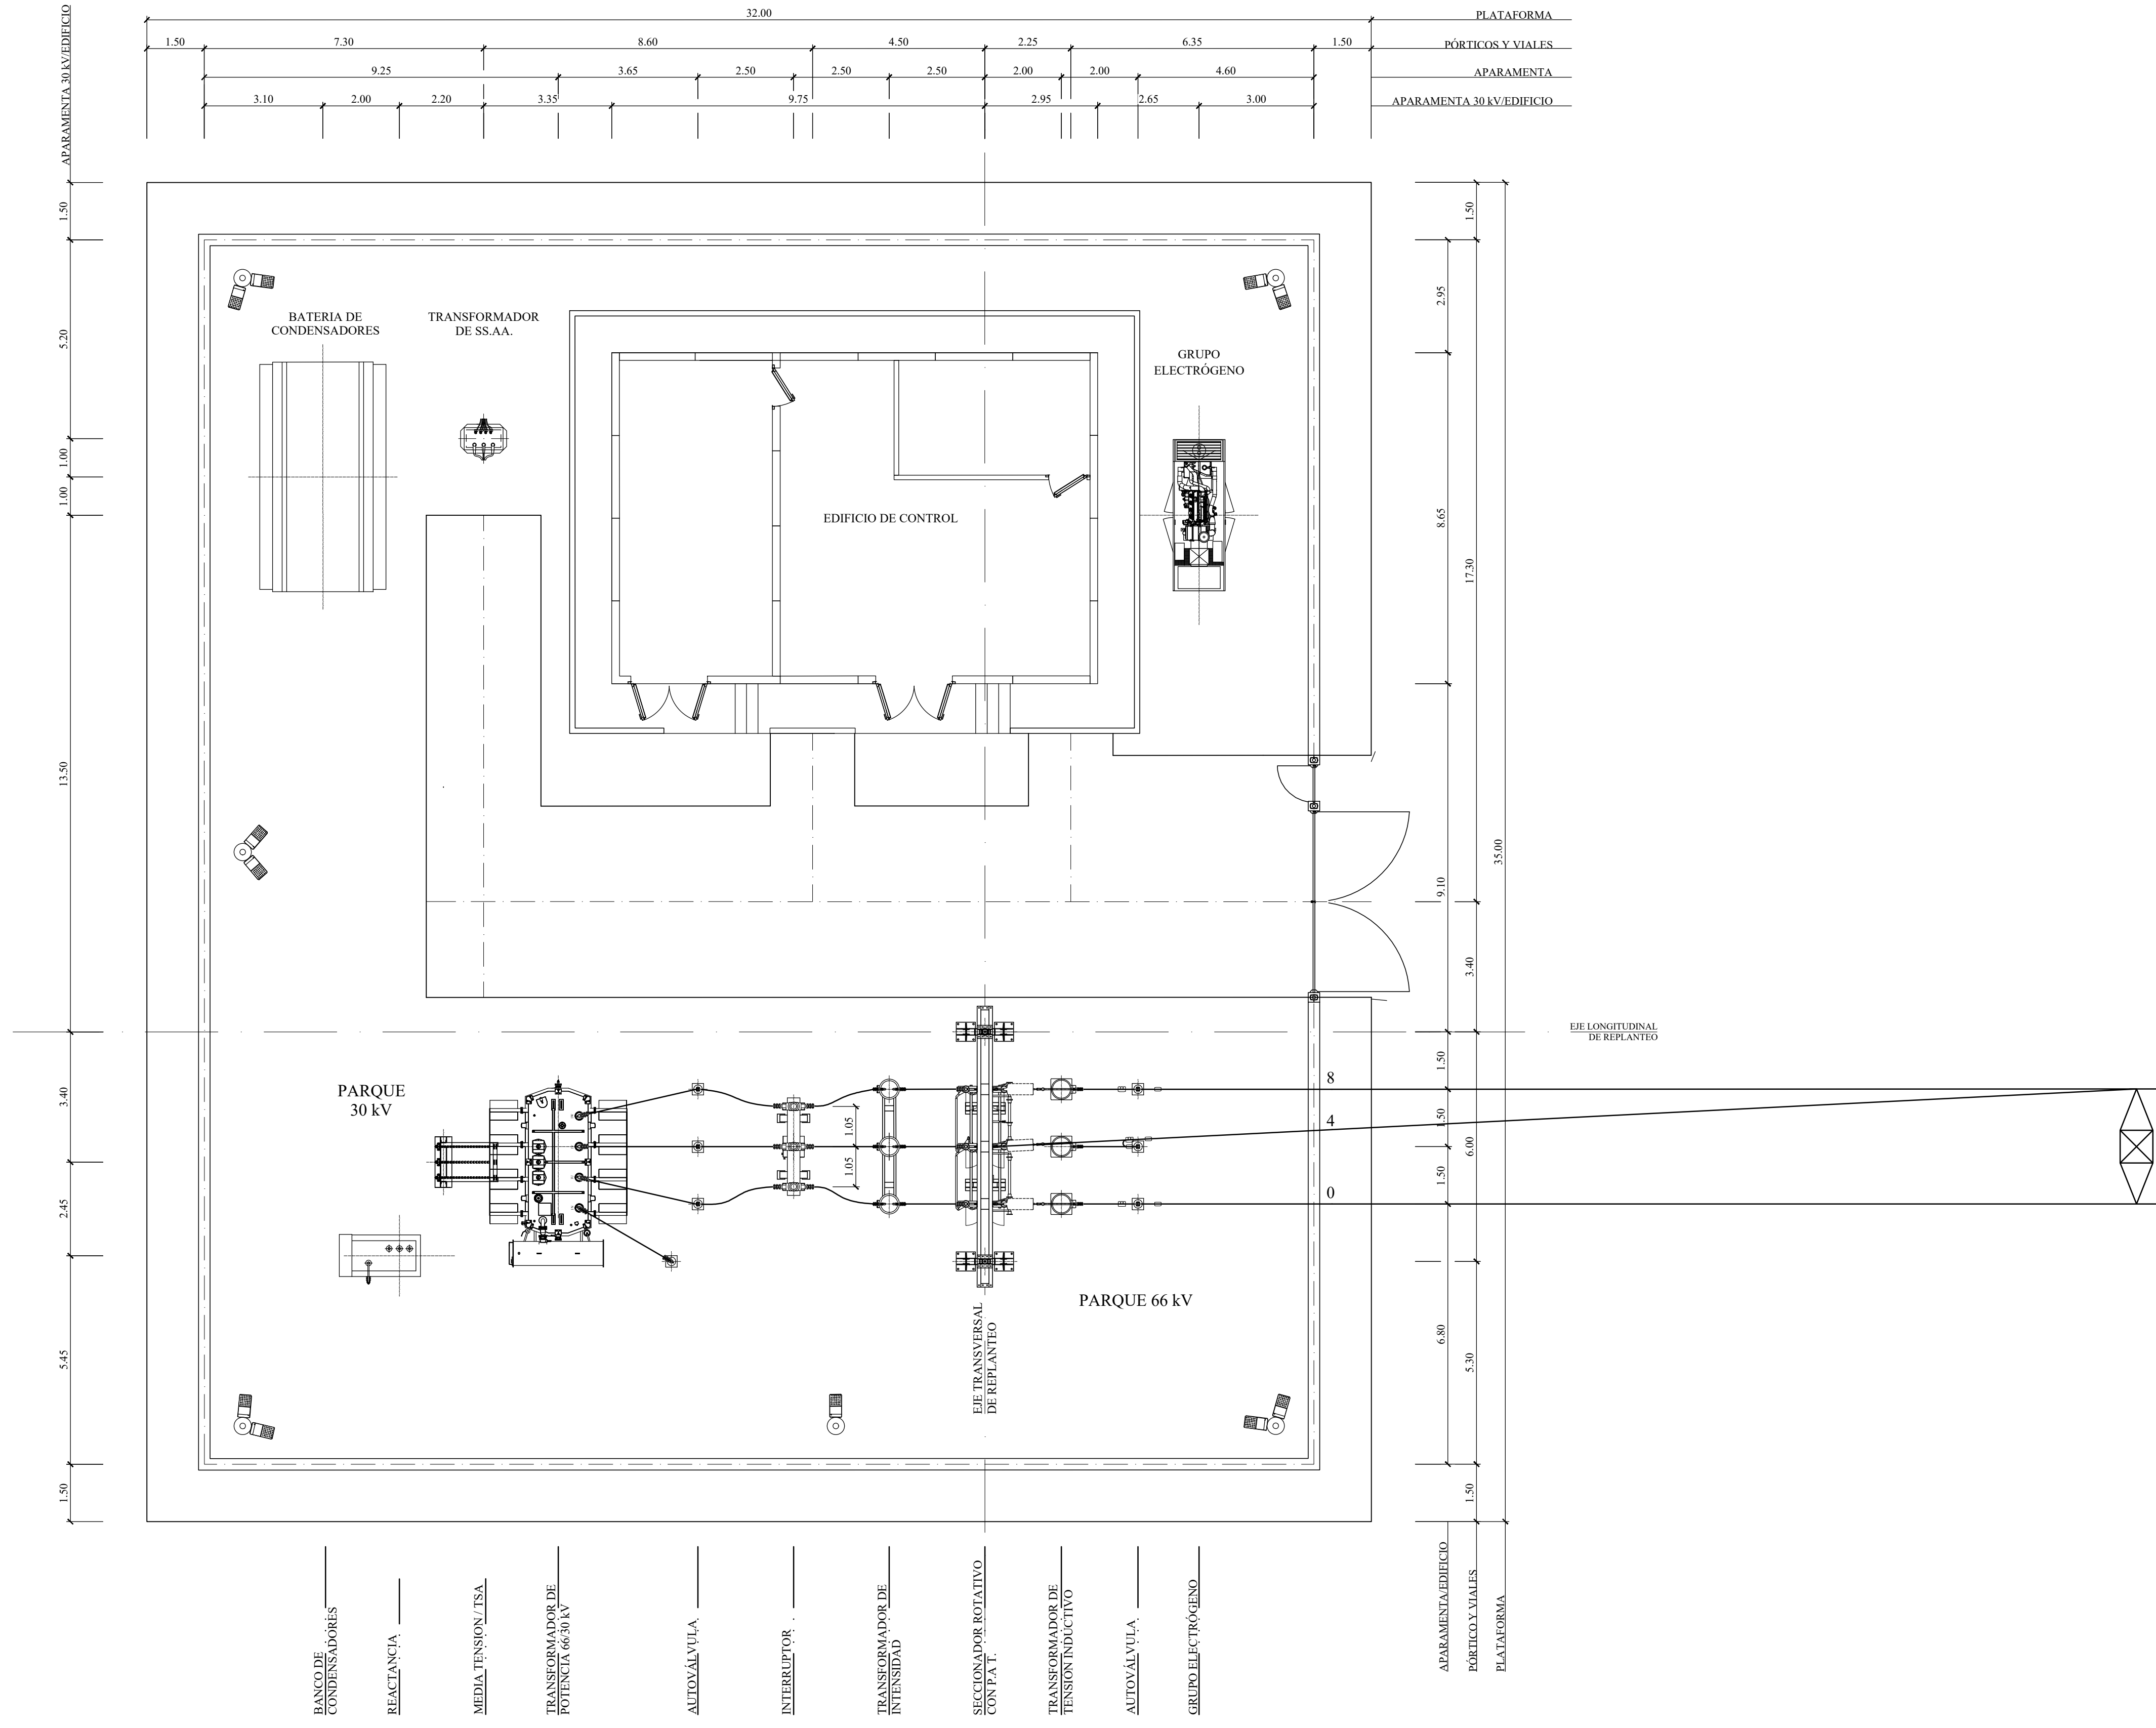 32.00
PLATAFORMA
1.50
7.30
8.60
4.50
2.25
6.35
1.50
PÓRTICOS Y VIALES
9.25
3.65
2.50
2.50
2.50
2.00
2.00
4.60
APARAMENTA
3.10
2.00
2.20
3.35
9.75
2.95
2.65
3.00
APARAMENTA 30 kV/EDIFICIO
APARAMENTA 30 kV/EDIFICIO
1.50
5.20
1.00
1.00
13.50
3.40
2.45
5.45
1.50
BATERIA DE
CONDENSADORES
TRANSFORMADOR
DE SS.AA.
GRUPO
ELECTRÓGENO
EDIFICIO DE CONTROL
EJE LONGITUDINAL
DE REPLANTEO
PARQUE
30 kV
1.05
1.05
8
4
0
PARQUE 66 kV
EJE TRANSVERSAL
DE REPLANTEO
2.95
8.65
9.10
1.50
1.50
1.50
6.80
1.50
17.30
3.40
6.00
5.30
1.50
35.00
BANCO DE
CONDENSADORES
REACTANCIA
MEDIA TENSION / TSA
TRANSFORMADOR DE
POTENCIA 66/30 kV
AUTOVÁLVULA
INTERRUPTOR
TRANSFORMADOR DE
INTENSIDAD
SECCIONADOR ROTATIVO
CON P.A T.
TRANSFORMADOR DE
TENSIÓN INDUCTIVO
AUTOVÁLVULA
GRUPO ELECTRÓGENO
APARAMENTA/EDIFICIO
PÓRTICO Y VIALES
PLATAFORMA